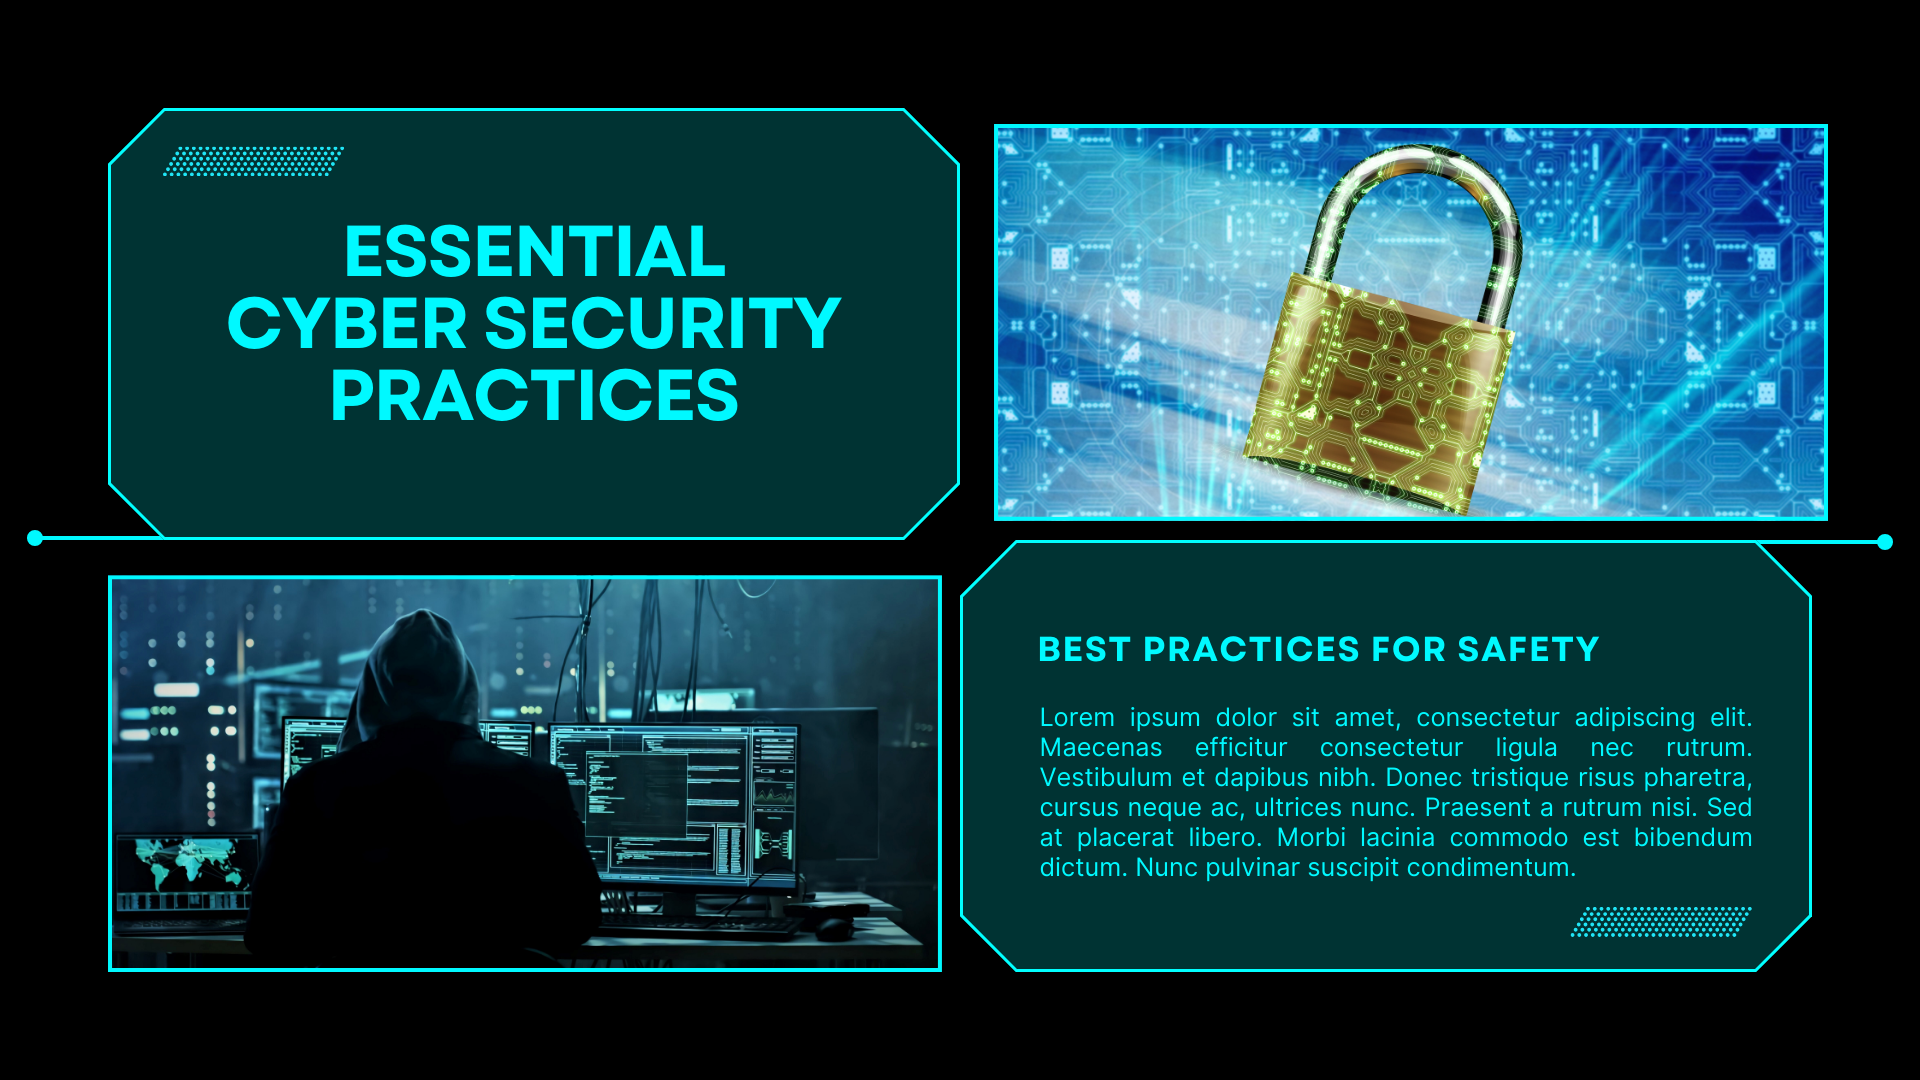 ESSENTIAL
CYBER SECURITY
PRACTICES
BEST PRACTICES FOR SAFETY
Lorem ipsum dolor sit amet, consectetur adipiscing elit.
Maecenas efficitur consectetur ligula nec rutrum.
Vestibulum et dapibus nibh. Donec tristique risus pharetra,
cursus neque ac, ultrices nunc. Praesent a rutrum nisi. Sed
at placerat libero. Morbi lacinia commodo est bibendum
dictum. Nunc pulvinar suscipit condimentum.